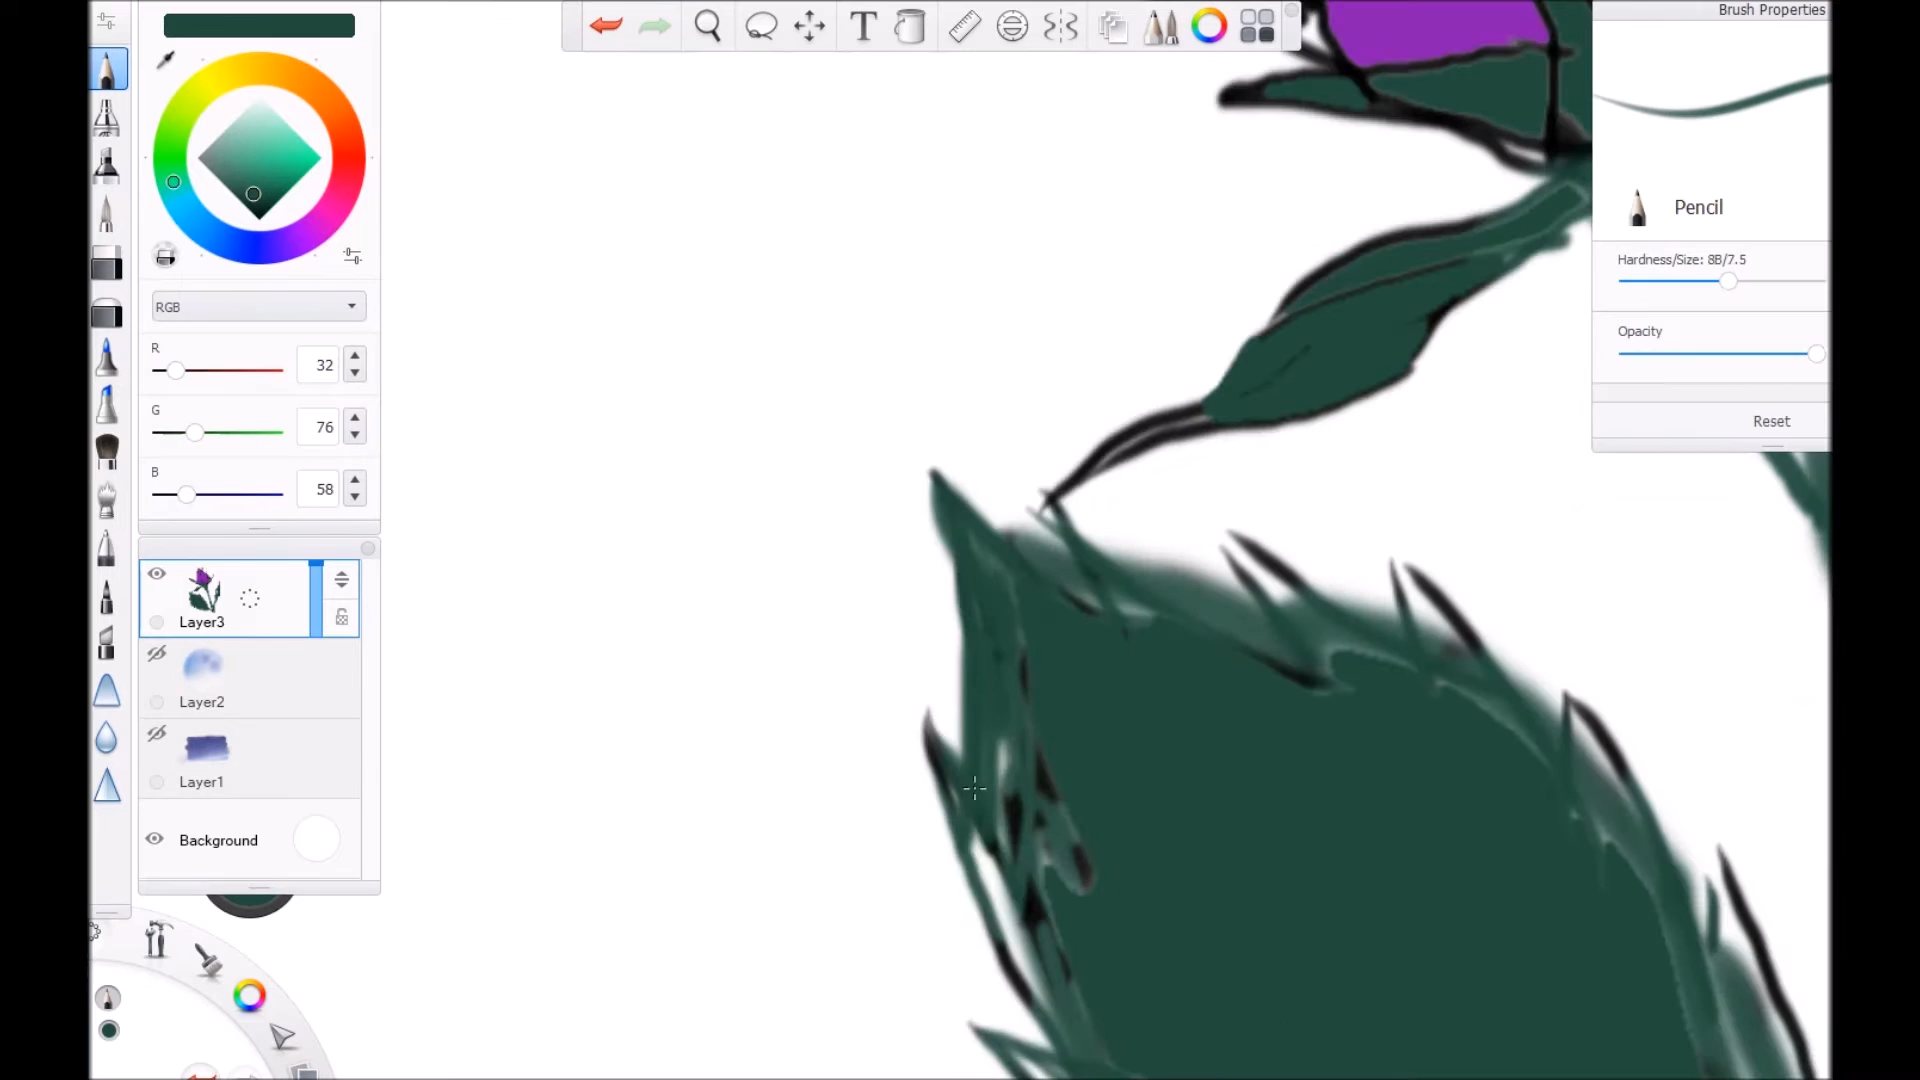 Brush Properties
Pencil
Hardness/Size: 8B/7.5
Opacity
Reset
RGB
R
32
G
76
B
58
Layer3
Layer2
Layer1
Background